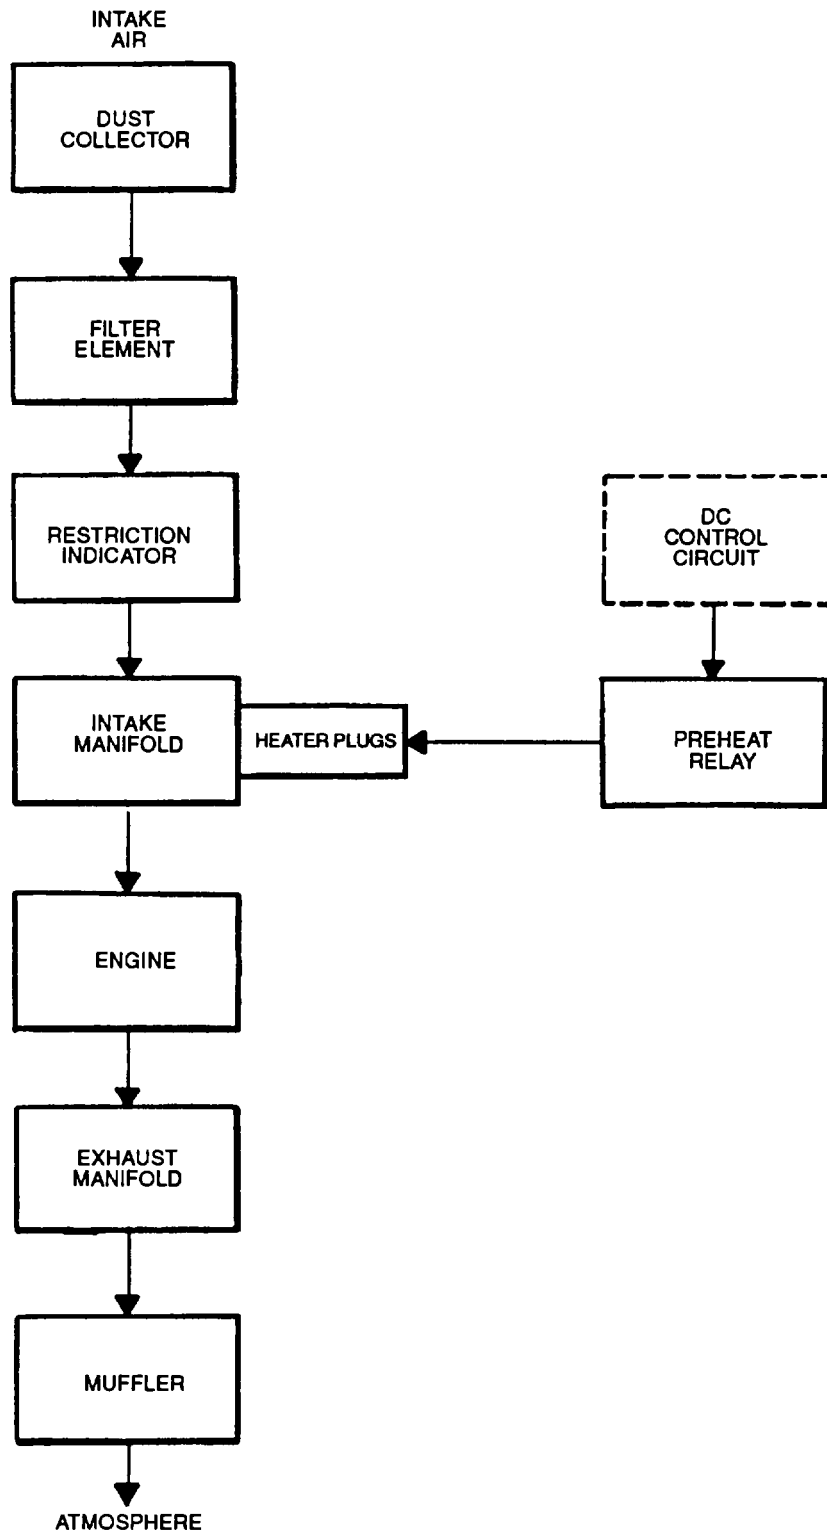 INTAKE
AIR
DUST
COLLECTOR
FILTER
ELEMENT
RESTRICTION
INDICATOR
DC
CONTROL
CIRCUIT
INTAKE
MANIFOLD
HEATER PLUGS
PREHEAT
RELAY
ENGINE
EXHAUST
MANIFOLD
MUFFLER
ATMOSPHERE